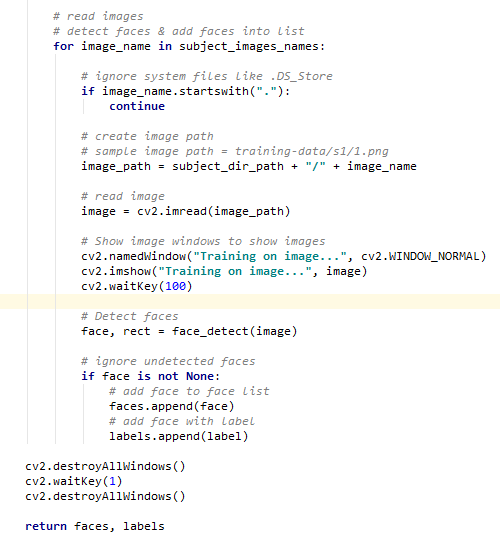 # read images
# detect faces & add faces into list
for image_name in subject_images_names:
# ignore system files like .DS_Store
if image_name.startswith("."):
continue
# create image path
# sample image path = training-data/s1/1.png
image_path = subject_dir_path + "/" + image_name
# read image
image = cv2.imread(image_path)
# Show image windows to show images
cv2.namedWindow("Training on image...", cv2.WINDOW_NORMAL)
cv2.imshow("Training on image...", image)
cv2.waitKey(100)
# Detect faces
face, rect = face_detect(image)
# ignore undetected faces
if face is not None:
# add face to face list
faces.append(face)
# add face with label
labels.append(label)
cv2.destroyAllWindows()
cv2.waitKey(1)
cv2.destroyAllWindows()
return faces, labels